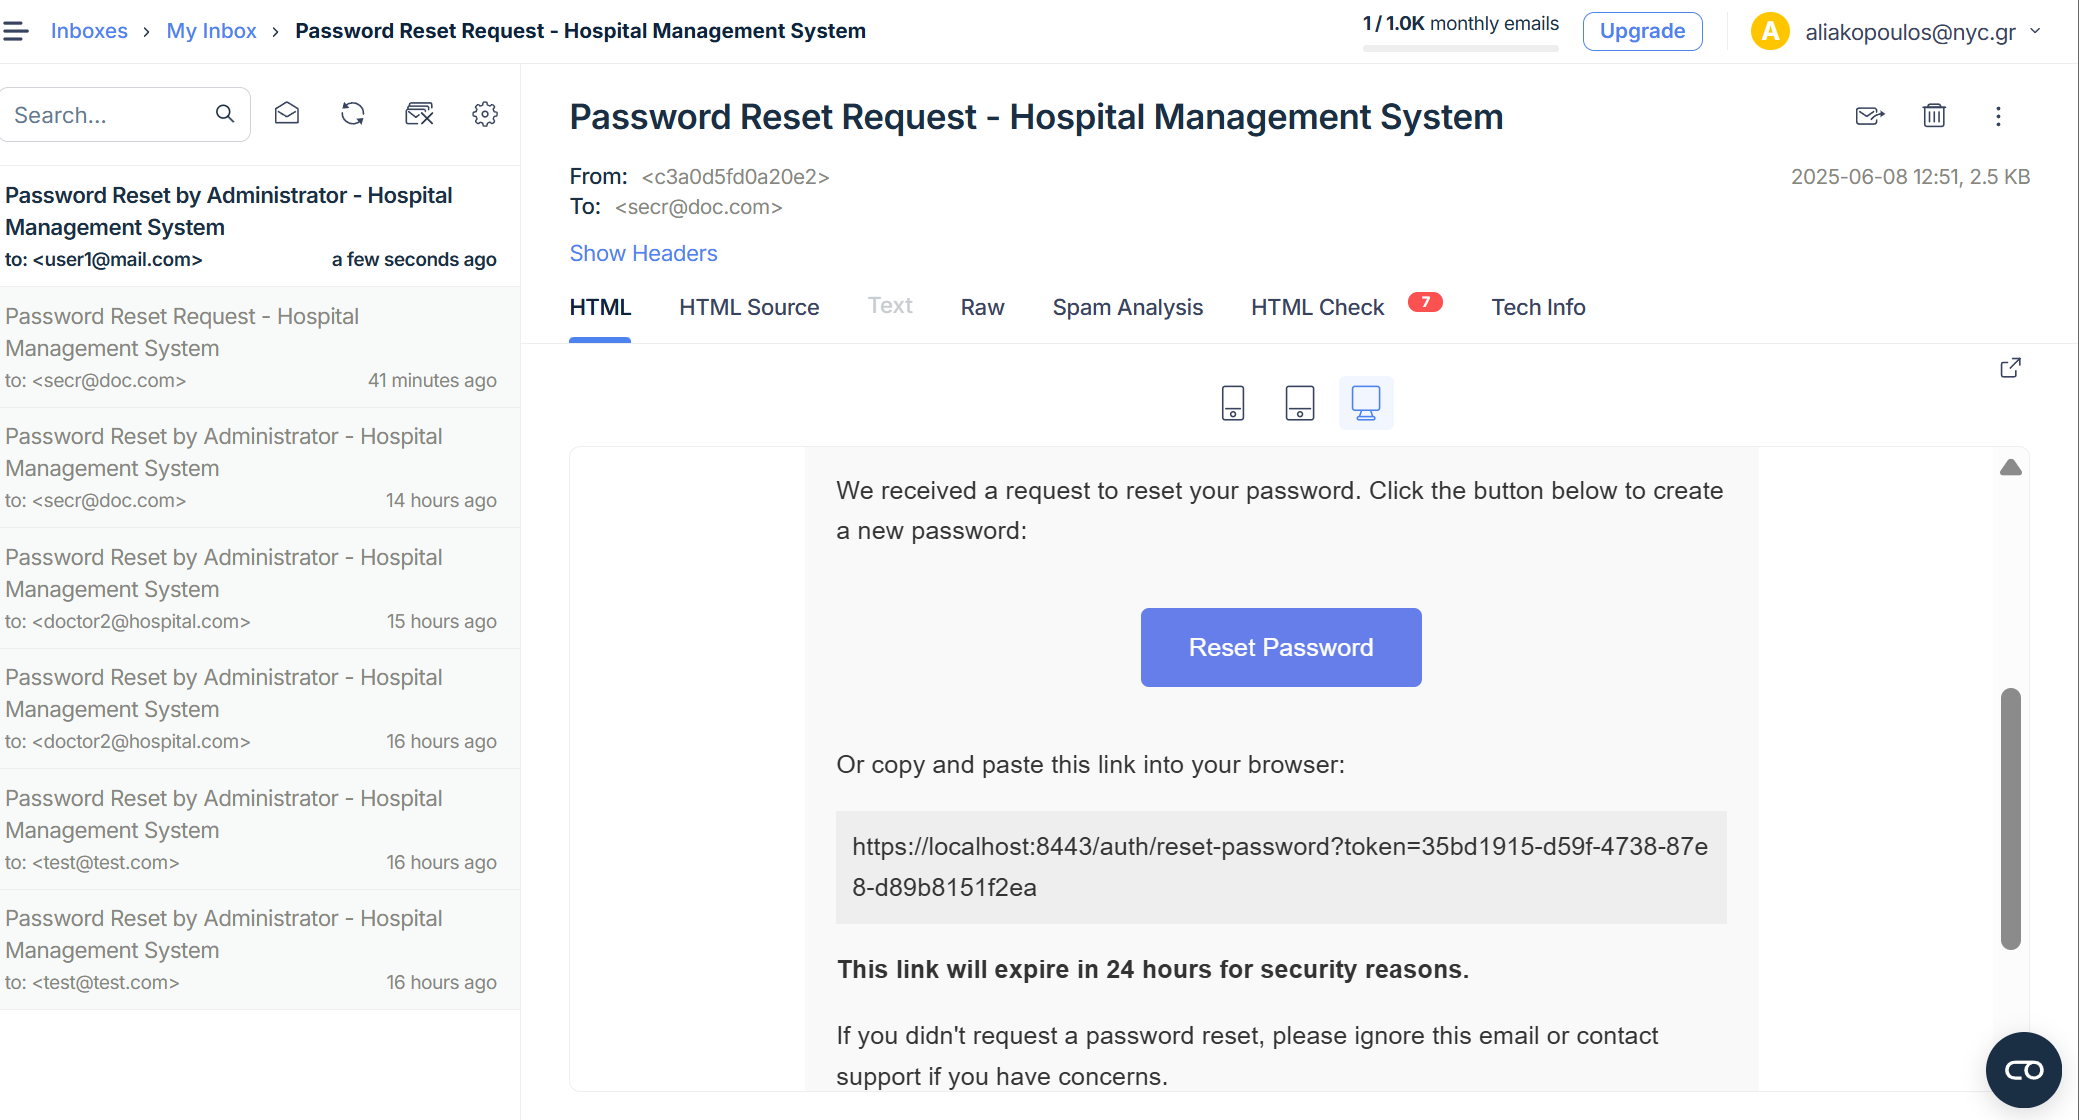 Inboxes › My Inbox › Password Reset Request - Hospital Management System
1 / 1.0K monthly emails
Upgrade
A
aliakopoulos@nyc.gr
Search...
Password Reset by Administrator - Hospital
Management System
to: <user1@mail.com> a few seconds ago
Password Reset Request - Hospital
Management System
to: <secr@doc.com> 41 minutes ago
Password Reset by Administrator - Hospital
Management System
to: <secr@doc.com> 14 hours ago
Password Reset by Administrator - Hospital
Management System
to: <doctor2@hospital.com> 15 hours ago
Password Reset by Administrator - Hospital
Management System
to: <doctor2@hospital.com> 16 hours ago
Password Reset by Administrator - Hospital
Management System
to: <test@test.com> 16 hours ago
Password Reset by Administrator - Hospital
Management System
to: <test@test.com> 16 hours ago
Password Reset Request - Hospital Management System
From: <c3a0d5fd0a20e2>
2025-06-08 12:51, 2.5 KB
To: <secr@doc.com>
Show Headers
HTML HTML Source Text Raw Spam Analysis HTML Check 7 Tech Info
We received a request to reset your password. Click the button below to create
a new password:
Reset Password
Or copy and paste this link into your browser:
https://localhost:8443/auth/reset-password?token=35bd1915-d59f-4738-87e
8-d89b8151f2ea
This link will expire in 24 hours for security reasons.
If you didn't request a password reset, please ignore this email or contact
support if you have concerns.